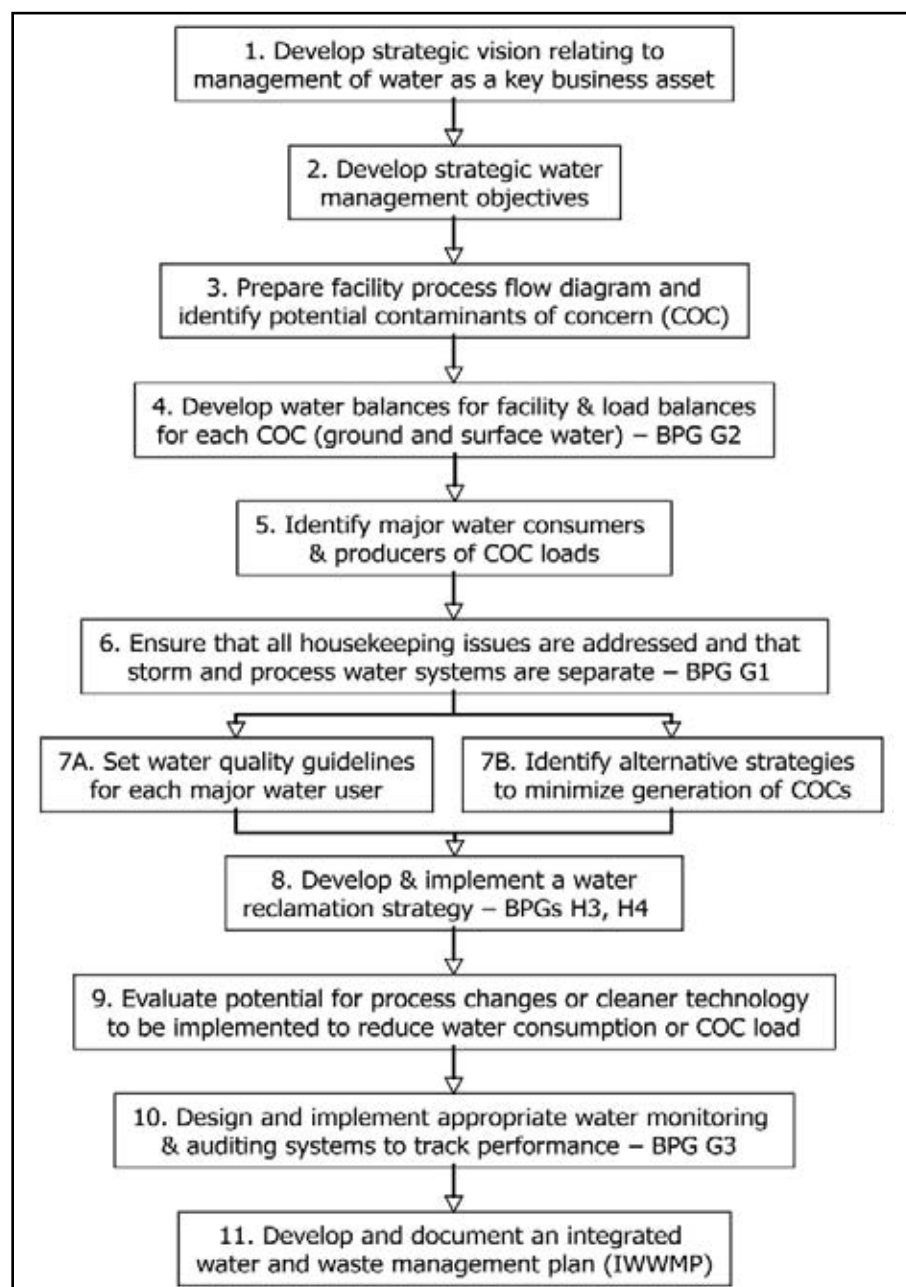 1. Develop strategic vision relating to
management of water as a key business asset
2. Develop strategic water
management objectives
3. Prepare facility process flow diagram and
identify potential contaminants of concern (COC)
4. Develop water balances for facility & load balances
for each COC (ground and surface water) – BPG G2
5. Identify major water consumers
& producers of COC loads
6. Ensure that all housekeeping issues are addressed and that
storm and process water systems are separate – BPG G1
7A. Set water quality guidelines
for each major water user
7B. Identify alternative strategies
to minimize generation of COCs
8. Develop & implement a water
reclamation strategy – BPGs H3, H4
9. Evaluate potential for process changes or cleaner technology
to be implemented to reduce water consumption or COC load
10. Design and implement appropriate water monitoring
& auditing systems to track performance – BPG G3
11. Develop and document an integrated
water and waste management plan (IWWMP)